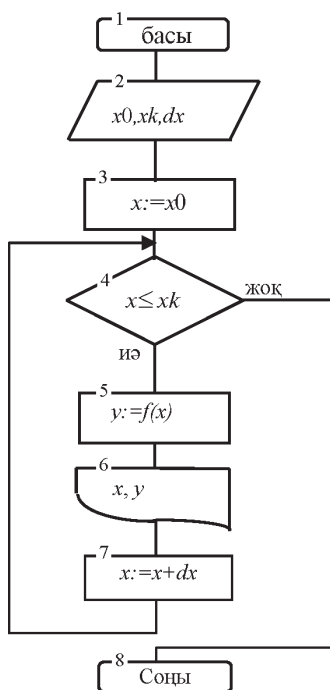 1
басы
2
x0,xk,dx
3
x:=x0
4
x≤ xk
жоқ
иә
5
y:=f(x)
6
x, y
7
x:=x+dx
8
Соңы